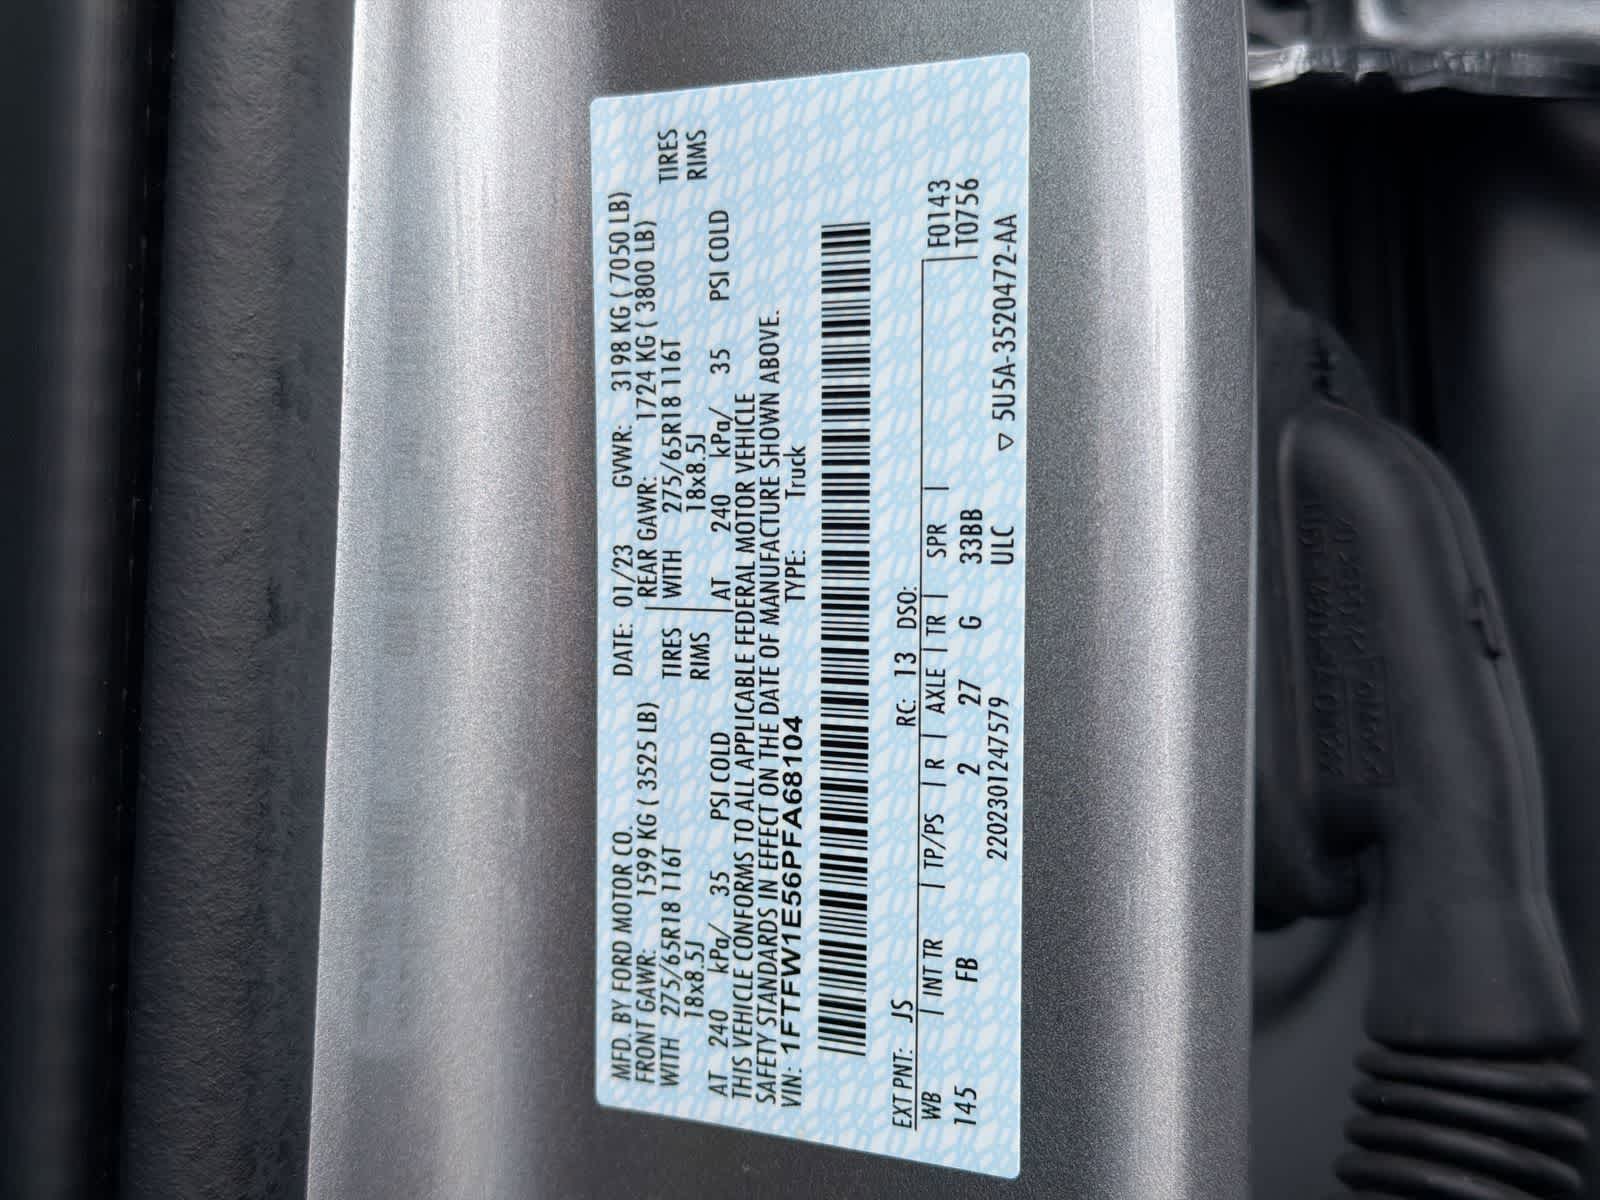 MFD. BY FORD MOTOR CO. DATE: 01/23 GVWR: 3198 KG ( 7050 LB)
FRONT GAWR: 1599 KG ( 3525 LB) REAR GAWR: 1724 KG ( 3800 LB)
WITH 275/65R18 116T TIRES WITH 275/65R18 116T TIRES
18x8.5J RIMS 18x8.5J RIMS
AT 240 kPa/ 35 PSI COLD AT 240 kPa/ 35 PSI COLD
THIS VEHICLE CONFORMS TO ALL APPLICABLE FEDERAL MOTOR VEHICLE
SAFETY STANDARDS IN EFFECT ON THE DATE OF MANUFACTURE SHOWN ABOVE.
VIN: 1FTFW1E56PFA68104 TYPE: Truck
EXT PNT: JS RC: 13 DSO:
WB | INT TR | TP/PS | R | AXLE | TR | SPR | F0143
145 FB 2 27 G 33BB T0756
220230124​7579 ULC ▽ 5U5A-3520472-AA